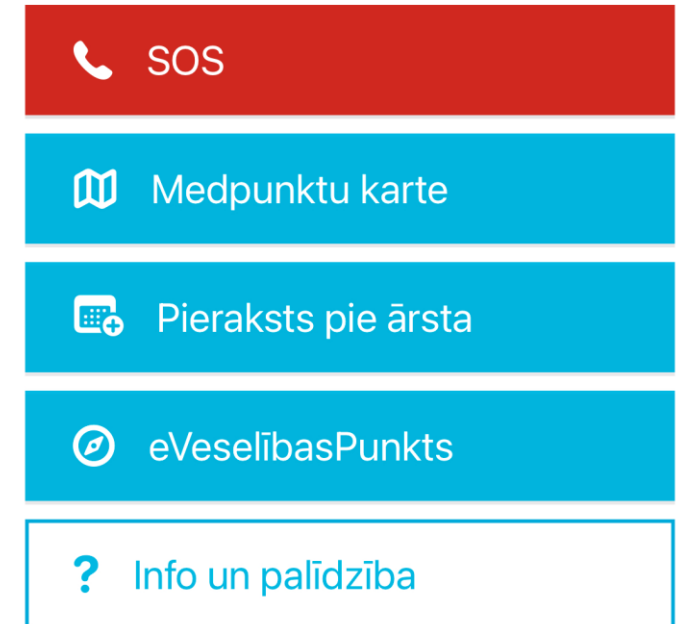 SOS
Medpunktu karte
Pieraksts pie ārsta
eVeselībasPunkts
Info un palīdzība